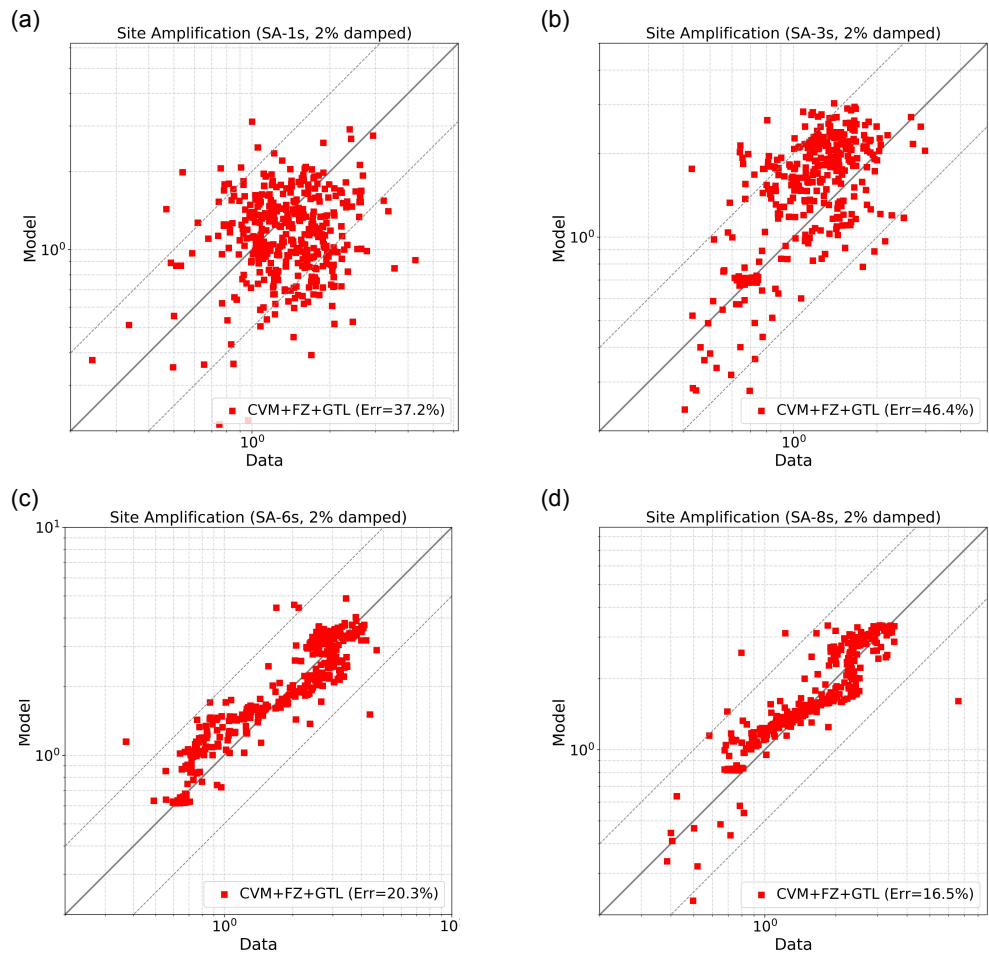 (a)
Site Amplification (SA-1s, 2% damped)
Model
10⁰
CVM+FZ+GTL (Err=37.2%)
10⁰
Data
(b)
Site Amplification (SA-3s, 2% damped)
Model
10⁰
CVM+FZ+GTL (Err=46.4%)
10⁰
Data
(c)
Site Amplification (SA-6s, 2% damped)
10¹
Model
10⁰
CVM+FZ+GTL (Err=20.3%)
10⁰
10
Data
(d)
Site Amplification (SA-8s, 2% damped)
Model
10⁰
CVM+FZ+GTL (Err=16.5%)
10⁰
Data